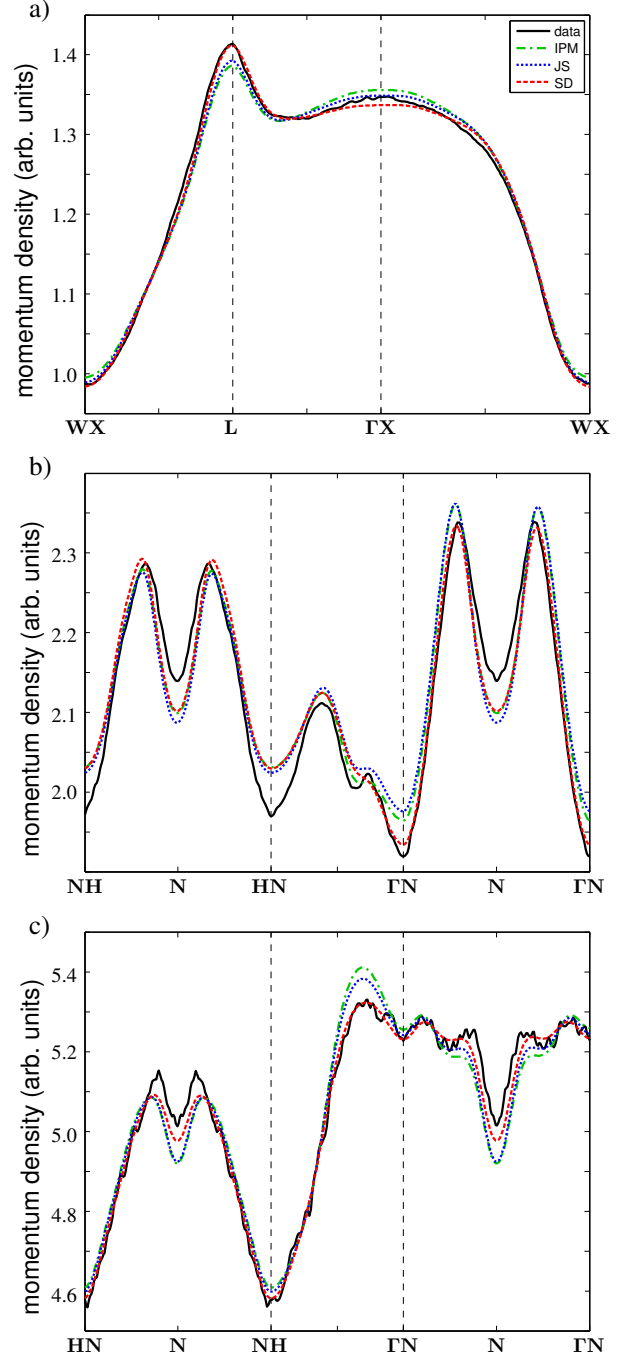 a)
data
IPM
JS
SD
momentum density (arb. units)
1.4
1.3
1.2
1.1
1.0
WX L ΓX WX
b)
momentum density (arb. units)
2.3
2.2
2.1
2.0
NH N HN ΓN N ΓN
c)
momentum density (arb. units)
5.4
5.2
5.0
4.8
4.6
HN N NH ΓN N ΓN